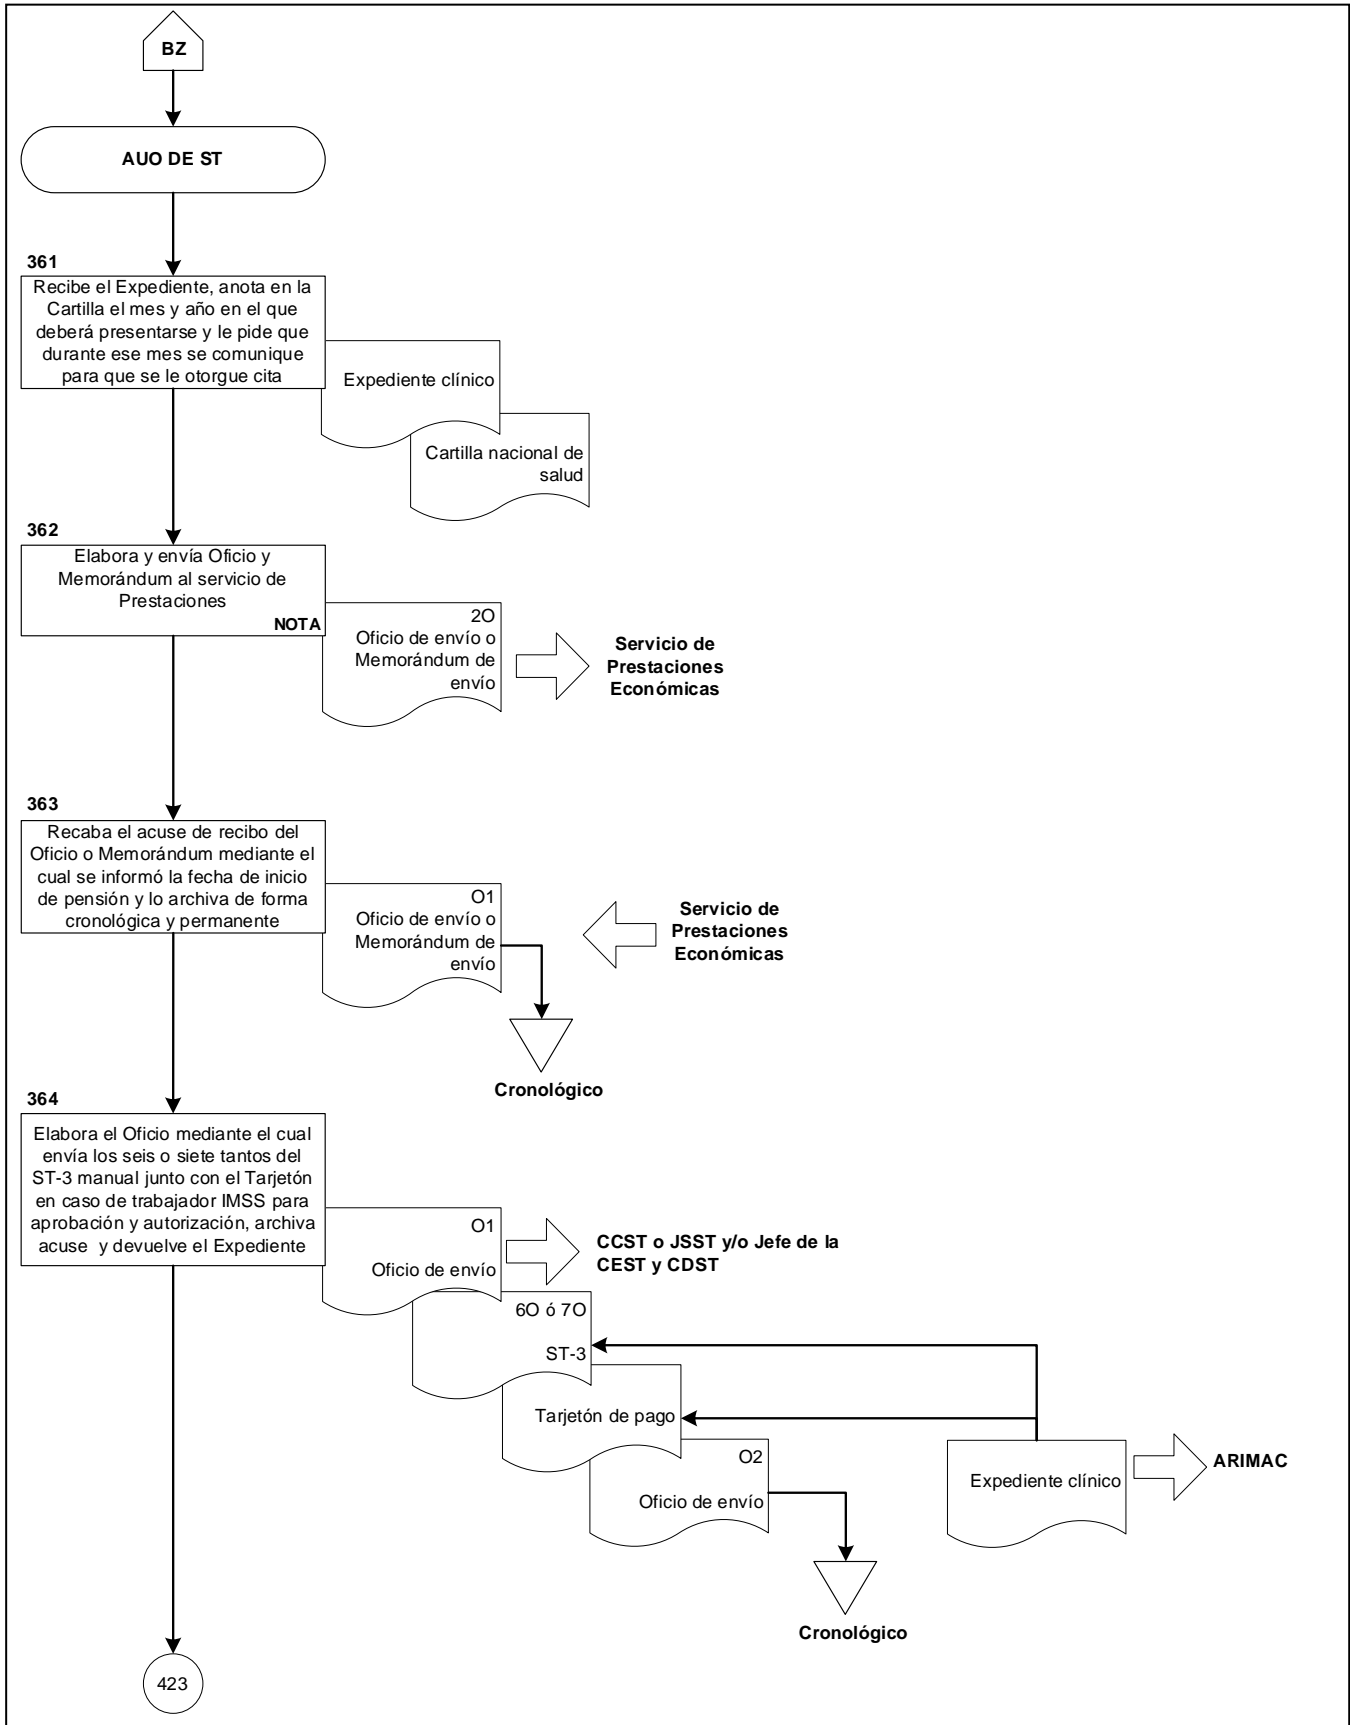 BZ
AUO DE ST
361
Recibe el Expediente, anota en la
Cartilla el mes y año en el que
deberá presentarse y le pide que
durante ese mes se comunique
para que se le otorgue cita
Expediente clínico
Cartilla nacional de
salud
362
Elabora y envía Oficio y
Memorándum al servicio de
Prestaciones
NOTA
2O
Oficio de envío o
Memorándum de
envío
Servicio de
Prestaciones
Económicas
363
Recaba el acuse de recibo del
Oficio o Memorándum mediante el
cual se informó la fecha de inicio
de pensión y lo archiva de forma
cronológica y permanente
O1
Oficio de envío o
Memorándum de
envío
Servicio de
Prestaciones
Económicas
Cronológico
364
Elabora el Oficio mediante el cual
envía los seis o siete tantos del
ST-3 manual junto con el Tarjetón
en caso de trabajador IMSS para
aprobación y autorización, archiva
acuse y devuelve el Expediente
O1
Oficio de envío
CCST o JSST y/o Jefe de la
CEST y CDST
6O ó 7O
ST-3
Tarjetón de pago
O2
Oficio de envío
Expediente clínico
ARIMAC
Cronológico
423